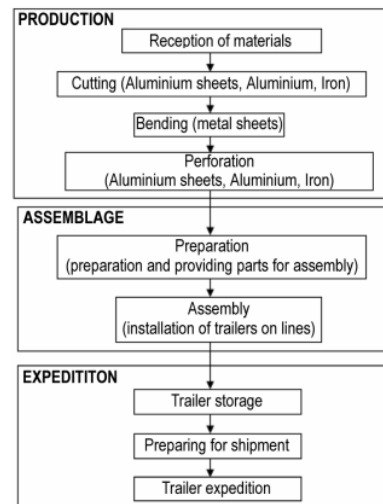 PRODUCTION
Reception of materials
Cutting (Aluminium sheets, Aluminium, Iron)
Bending (metal sheets)
Perforation
(Aluminium sheets, Aluminium, Iron)
ASSEMBLAGE
Preparation
(preparation and providing parts for assembly)
Assembly
(installation of trailers on lines)
EXPEDITITON
Trailer storage
Preparing for shipment
Trailer expedition